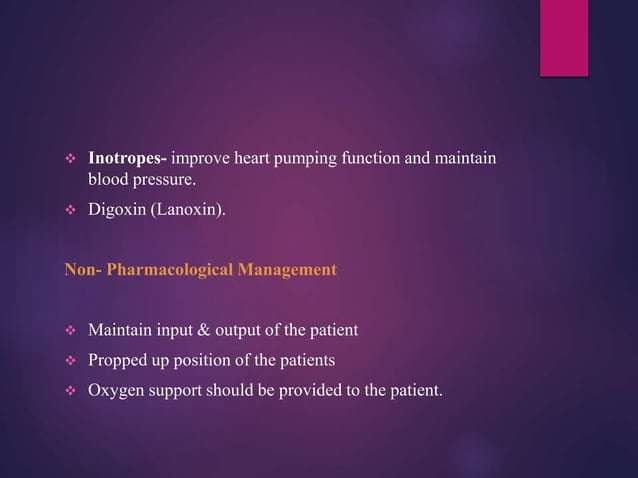 Inotropes- improve heart pumping function and maintain
blood pressure.
Digoxin (Lanoxin).
Non- Pharmacological Management
Maintain input & output of the patient
Propped up position of the patients
Oxygen support should be provided to the patient.